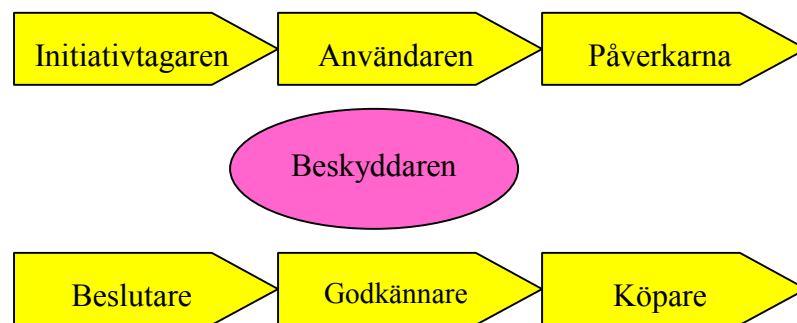 Initiativtagaren
Användaren
Påverkarna
Beskyddaren
Beslutare
Godkännare
Köpare